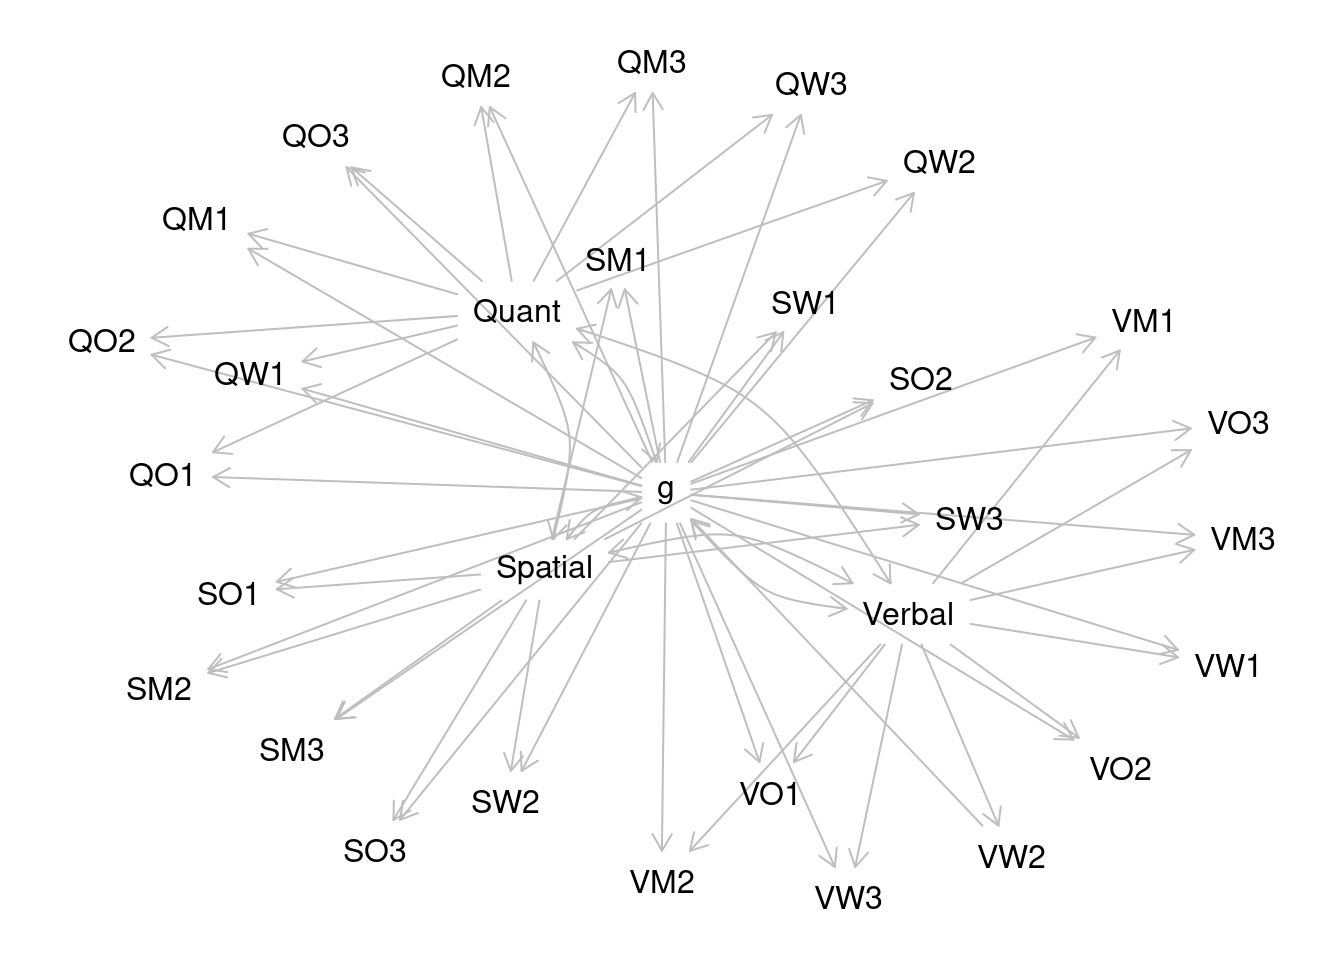 QM3
QM2
QW3
QO3
QW2
QM1
SM1
SW1
Quant
VM1
QO2
QW1
SO2
VO3
QO1
g
SW3
VM3
Spatial
SO1
Verbal
VW1
SM2
SM3
VO2
VO1
SW2
SO3
VW2
VM2
VW3